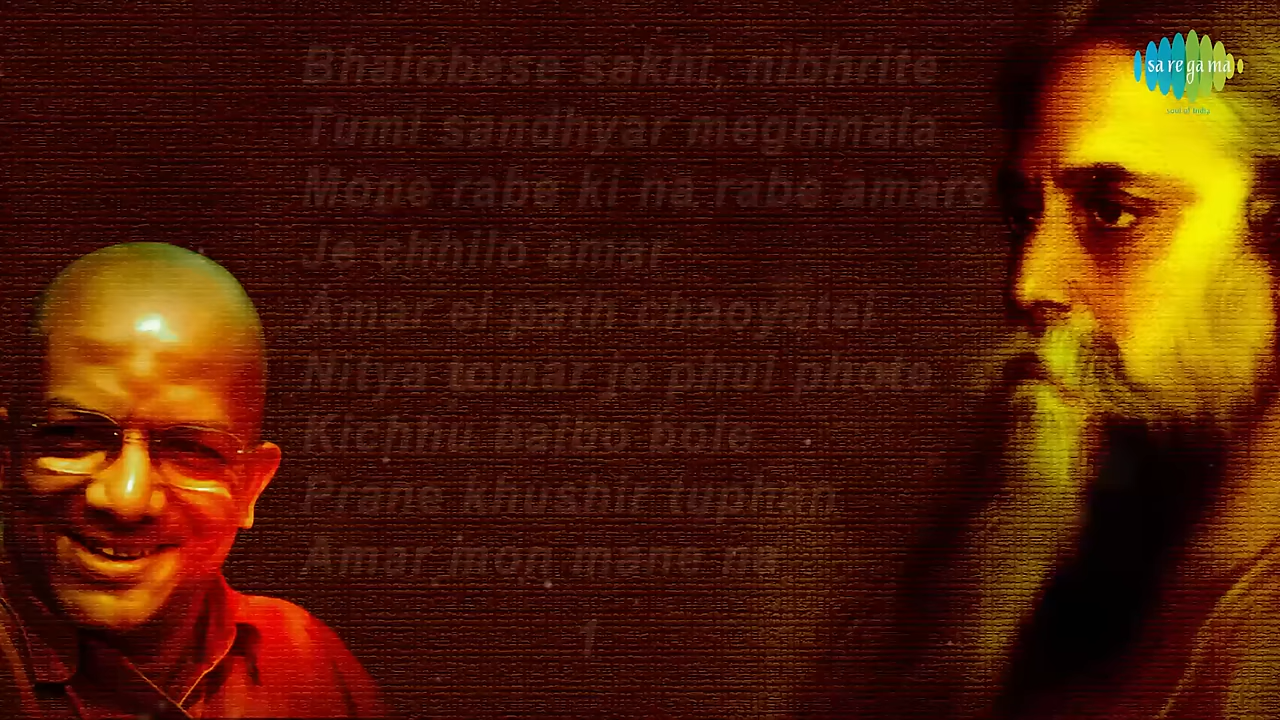 Bhalobese sakhi, nibhrite
Tumi sandhyar meghmala
Mone rabe ki na rabe amare
Je chhilo amar
Amar ei path chaoyatei
Nitya tomar je phul phote
Kichhu balbo bole
Prane khushir tuphan
Amar mon mane na
1
sa re ga ma
soul of India